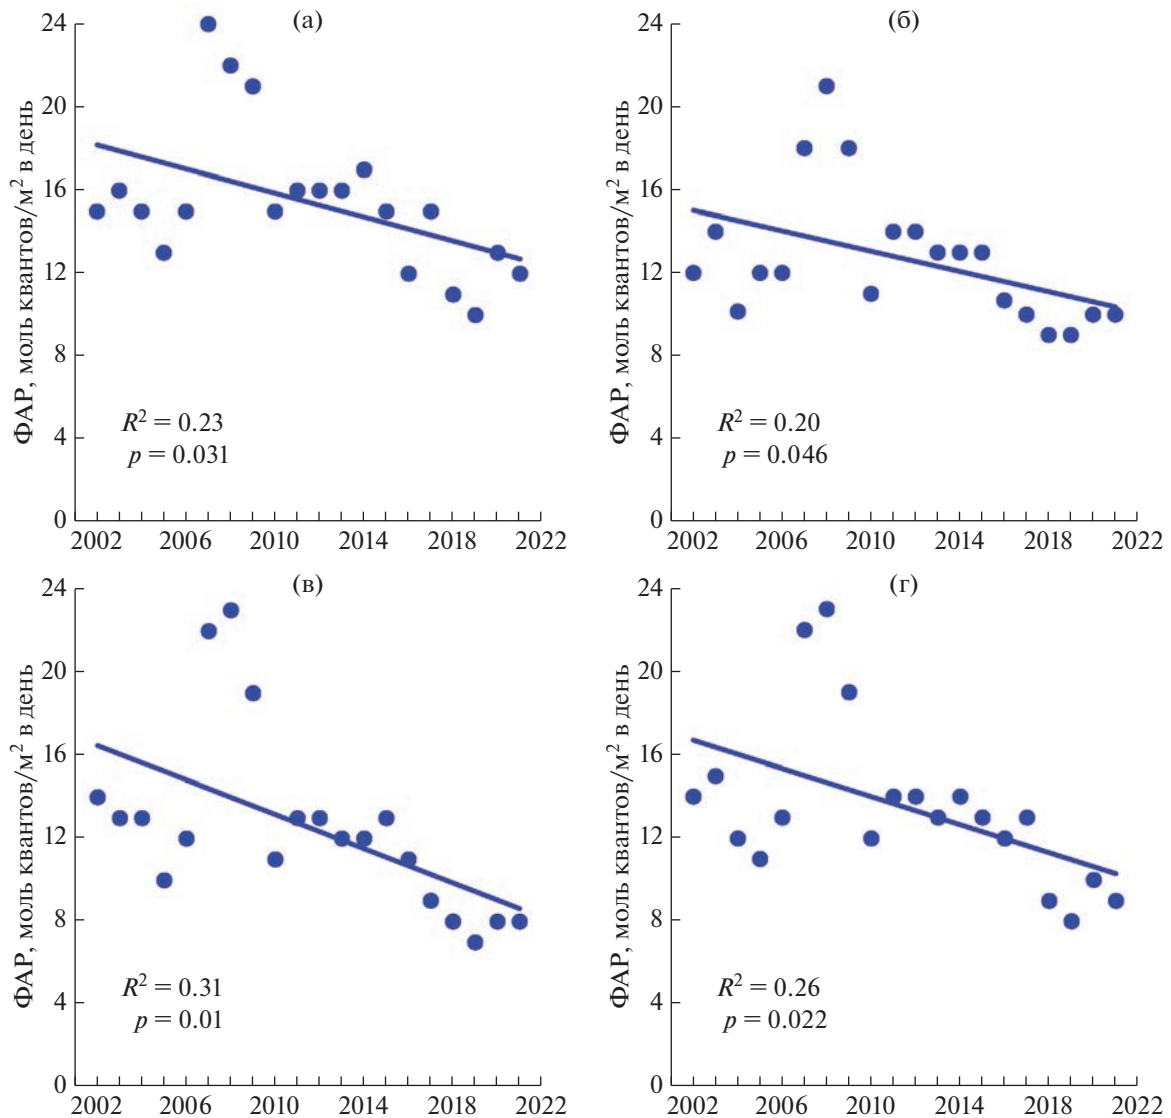 (а)
ФАР, моль квантов/м² в день
24
20
16
12
8
4
0
R² = 0.23
p = 0.031
2002 2006 2010 2014 2018 2022
(б)
ФАР, моль квантов/м² в день
24
20
16
12
8
4
0
R² = 0.20
p = 0.046
2002 2006 2010 2014 2018 2022
(в)
ФАР, моль квантов/м² в день
24
20
16
12
8
4
0
R² = 0.31
p = 0.01
2002 2006 2010 2014 2018 2022
(г)
ФАР, моль квантов/м² в день
24
20
16
12
8
4
0
R² = 0.26
p = 0.022
2002 2006 2010 2014 2018 2022